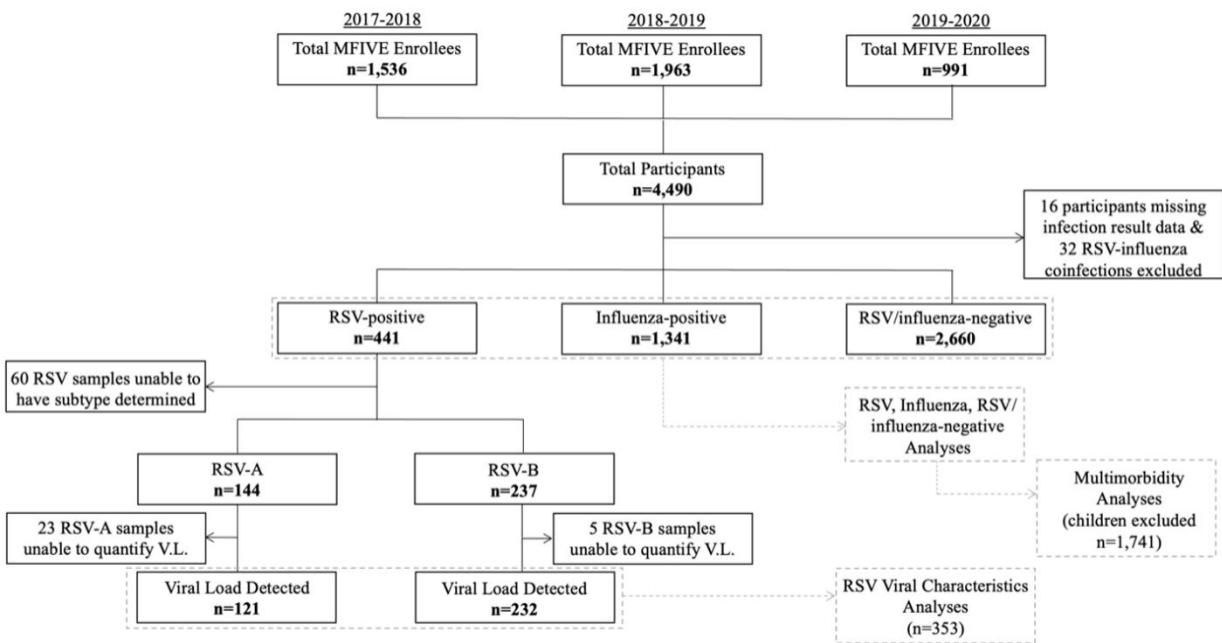 2017-2018
Total MFIVE Enrollees
n=1,536
2018-2019
Total MFIVE Enrollees
n=1,963
2019-2020
Total MFIVE Enrollees
n=991
Total Participants
n=4,490
16 participants missing
infection result data &
32 RSV-influenza
coinfections excluded
RSV-positive
n=441
Influenza-positive
n=1,341
RSV/influenza-negative
n=2,660
60 RSV samples unable to
have subtype determined
RSV, Influenza, RSV/
influenza-negative
Analyses
RSV-A
n=144
RSV-B
n=237
Multimorbidity
Analyses
(children excluded
n=1,741)
23 RSV-A samples
unable to quantify V.L.
5 RSV-B samples
unable to quantify V.L.
Viral Load Detected
n=121
Viral Load Detected
n=232
RSV Viral Characteristics
Analyses
(n=353)